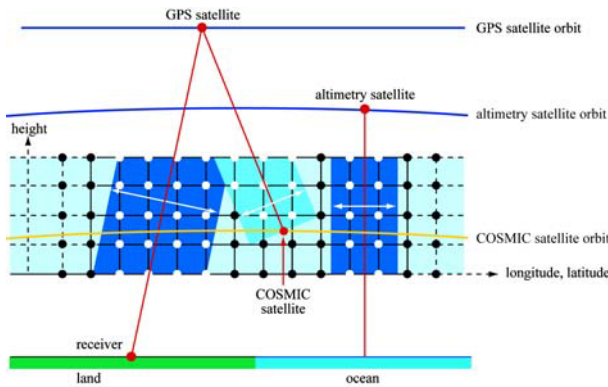 GPS satellite
GPS satellite orbit
altimetry satellite
altimetry satellite orbit
height
COSMIC satellite orbit
longitude, latitude
COSMIC
satellite
receiver
land
ocean